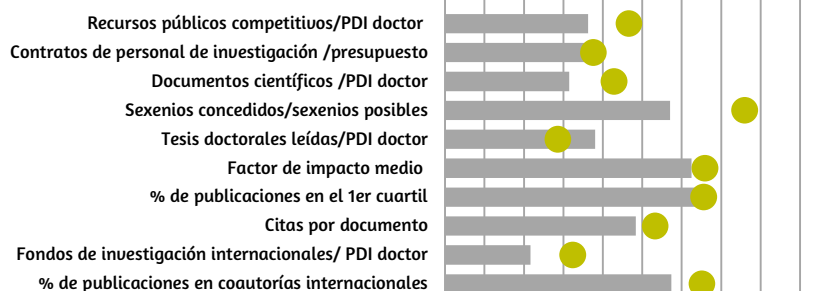 Recursos públicos competitivos/PDI doctor
Contratos de personal de investigación /presupuesto
Documentos científicos /PDI doctor
Sexenios concedidos/sexenios posibles
Tesis doctorales leídas/PDI doctor
Factor de impacto medio
% de publicaciones en el 1er cuartil
Citas por documento
Fondos de investigación internacionales/ PDI doctor
% de publicaciones en coautorías internacionales